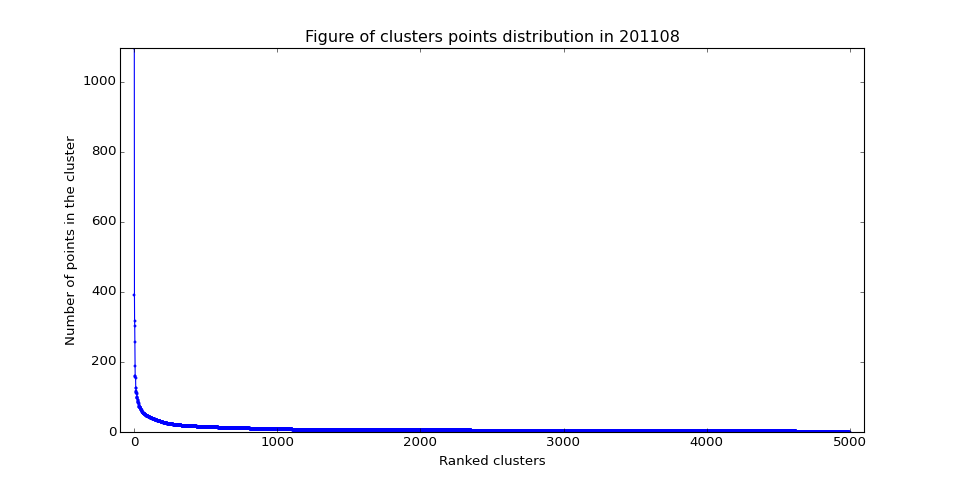 Figure of clusters points distribution in 201108
Number of points in the cluster
1000
800
600
400
200
0
0 1000 2000 3000 4000 5000
Ranked clusters